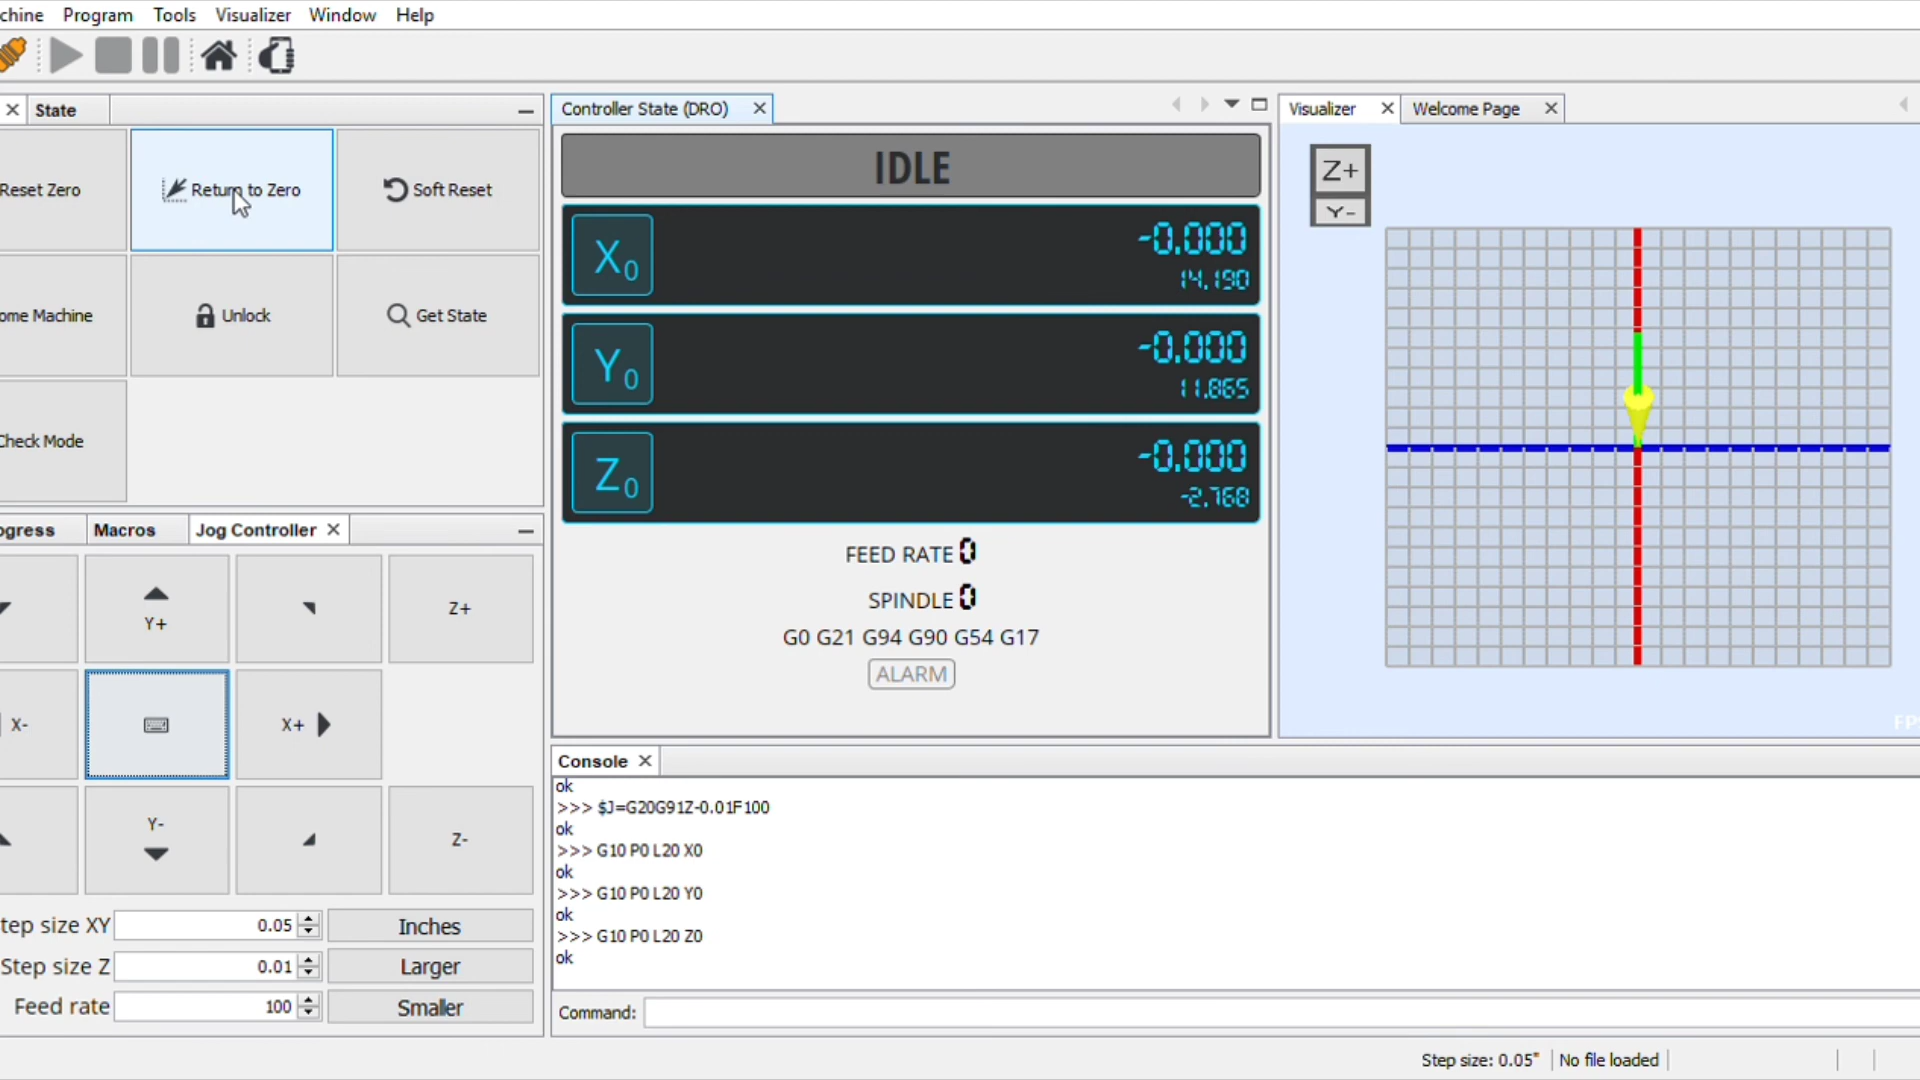 chine Program Tools Visualizer Window Help
State
Reset Zero
Return to Zero
Soft Reset
ome Machine
Unlock
Get State
Check Mode
ogress
Macros
Jog Controller
Y+
Z+
X-
X+
Y-
Z-
tep size XY 0.05 Inches
Step size Z 0.01 Larger
Feed rate 100 Smaller
Controller State (DRO)
IDLE
X0
-0.000
14.190
Y0
-0.000
11.865
Z0
-0.000
-2.768
FEED RATE 0
SPINDLE 0
G0 G21 G94 G90 G54 G17
ALARM
Visualizer
Welcome Page
Z+
Y-
FP
Console
ok
>>> $J=G20G91Z-0.01F100
ok
>>> G10 P0 L20 X0
ok
>>> G10 P0 L20 Y0
ok
>>> G10 P0 L20 Z0
ok
Command:
Step size: 0.05"
No file loaded